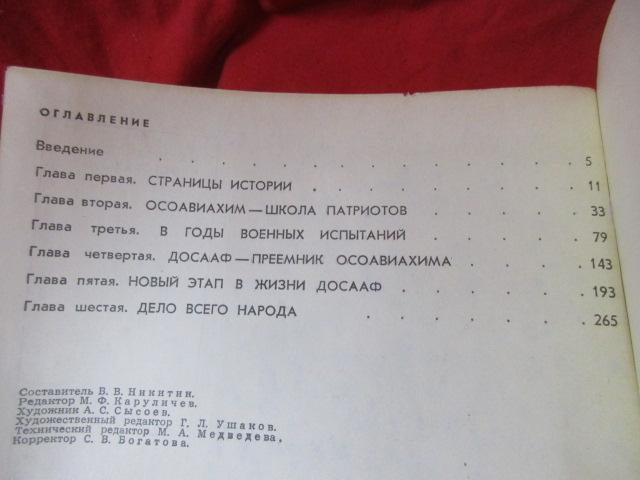 ОГЛАВЛЕНИЕ
Введение . . . . . . . . . . . 5
Глава первая. СТРАНИЦЫ ИСТОРИИ . . . . . . . 11
Глава вторая. ОСОАВИАХИМ — ШКОЛА ПАТРИОТОВ . . . . 33
Глава третья. В ГОДЫ ВОЕННЫХ ИСПЫТАНИЙ . . . . 79
Глава четвертая. ДОСААФ — ПРЕЕМНИК ОСОАВИАХИМА . . . . 143
Глава пятая. НОВЫЙ ЭТАП В ЖИЗНИ ДОСААФ . . . . . 193
Глава шестая. ДЕЛО ВСЕГО НАРОДА . . . . . . 265
Составитель Б. В. Никитин.
Редактор М. Ф. Каруличев.
Художник А. С. Сысоев.
Художественный редактор Г. Л. Ушаков.
Технический редактор М. А. Медведева,
Корректор С. В. Богатова.